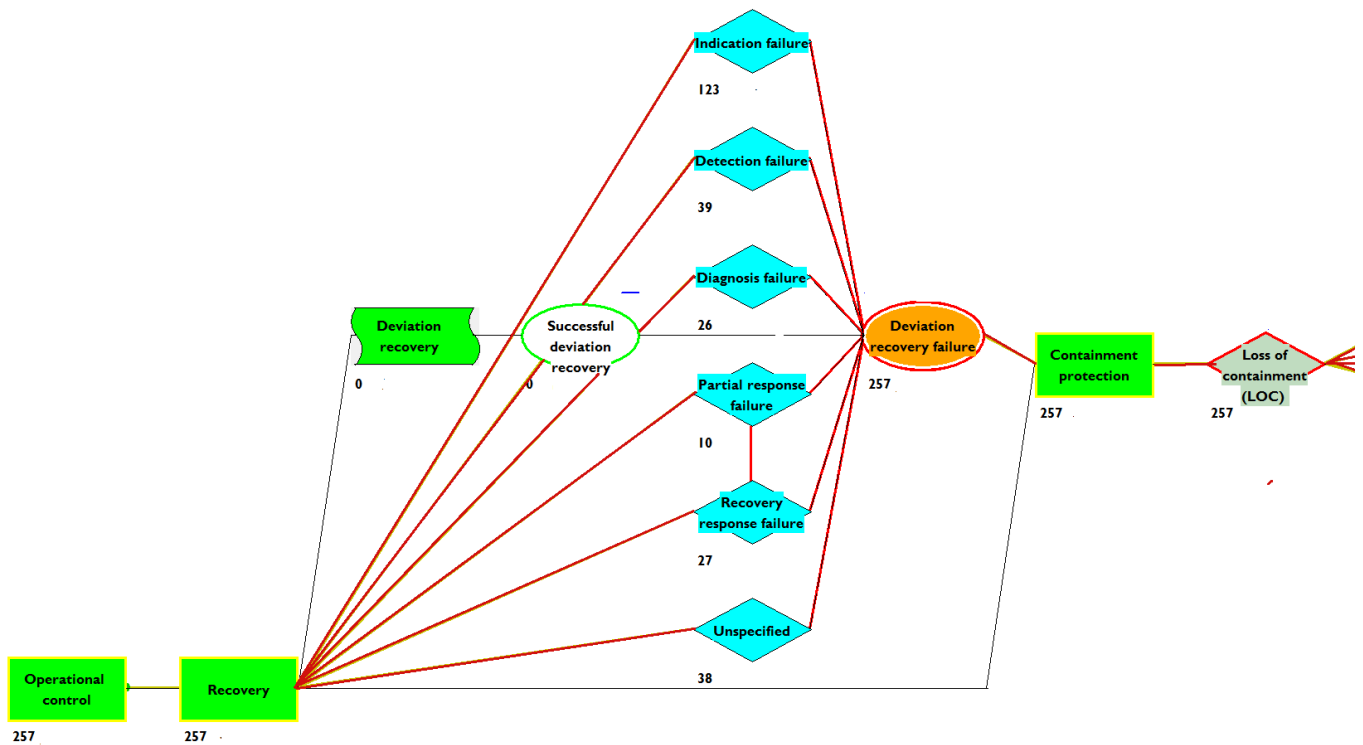 Indication failure
123
Detection failure
39
Diagnosis failure
26
Deviation
recovery
0
Successful
deviation
recovery
0
Deviation
recovery failure
257
Containment
protection
257
Loss of
containment
(LOC)
257
Partial response
failure
10
Recovery
response failure
27
Unspecified
38
Operational
control
257
Recovery
257